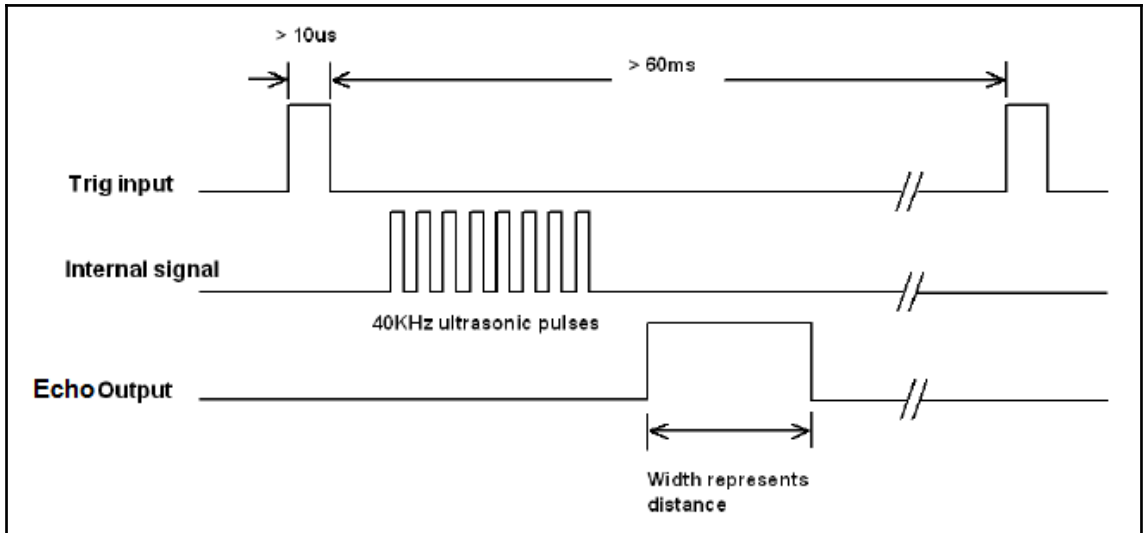 > 10us
> 60ms
Trig input
Internal signal
40KHz ultrasonic pulses
Echo Output
Width represents
distance